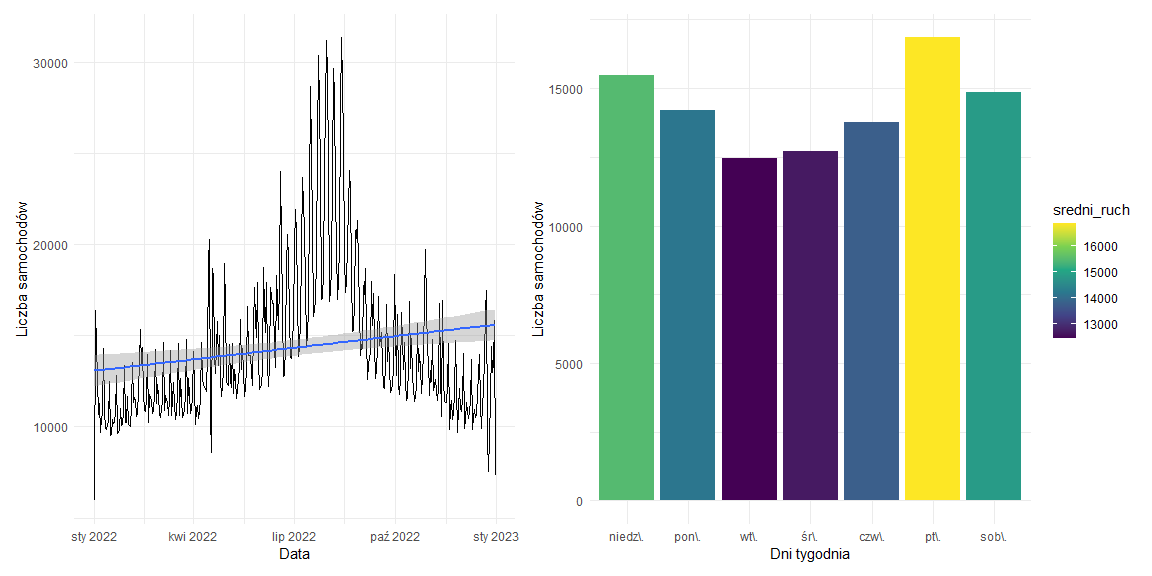 Liczba samochodów
30000
20000
10000
sty 2022
kwi 2022
lip 2022
paź 2022
sty 2023
Data
Liczba samochodów
15000
10000
5000
0
niedz\.
pon\.
wt\.
śr\.
czw\.
pt\.
sob\.
Dni tygodnia
sredni_ruch
16000
15000
14000
13000